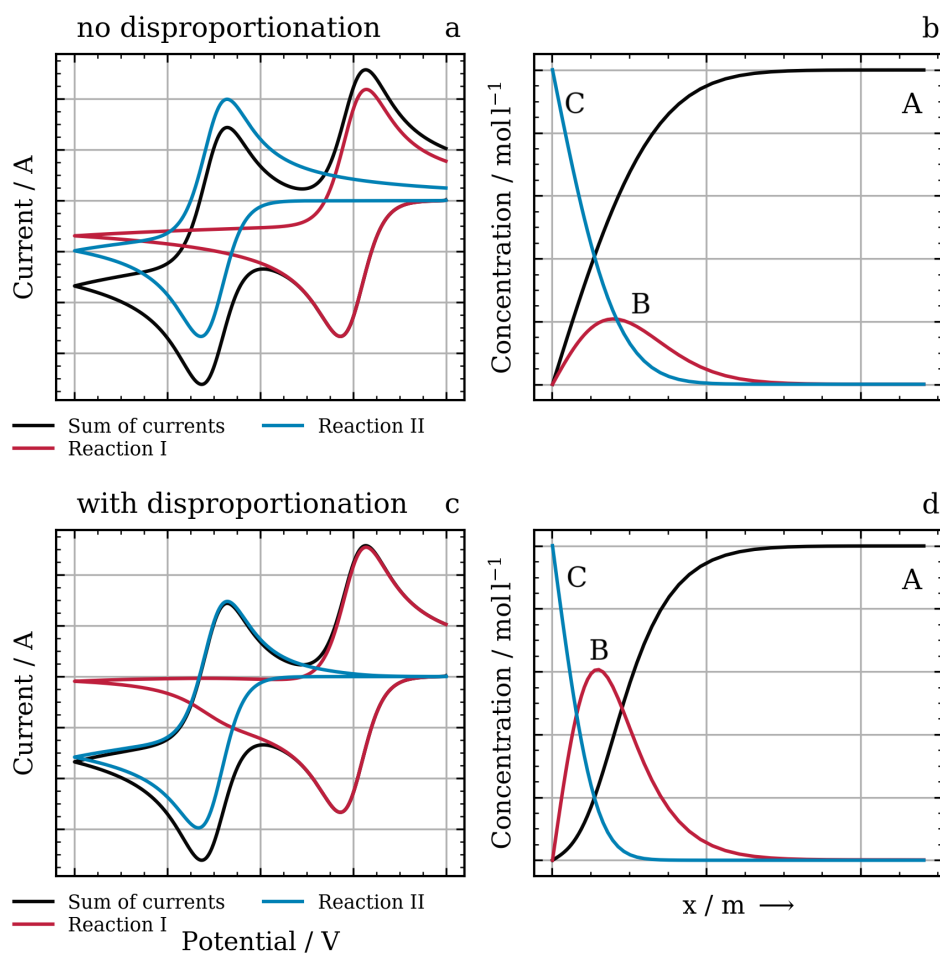 no disproportionation a
b
Current / A
Concentration / mol l⁻¹
C
A
B
Sum of currents
Reaction II
Reaction I
with disproportionation c
d
Current / A
Concentration / mol l⁻¹
C
A
B
Sum of currents
Reaction II
Reaction I
Potential / V
x / m ⟶